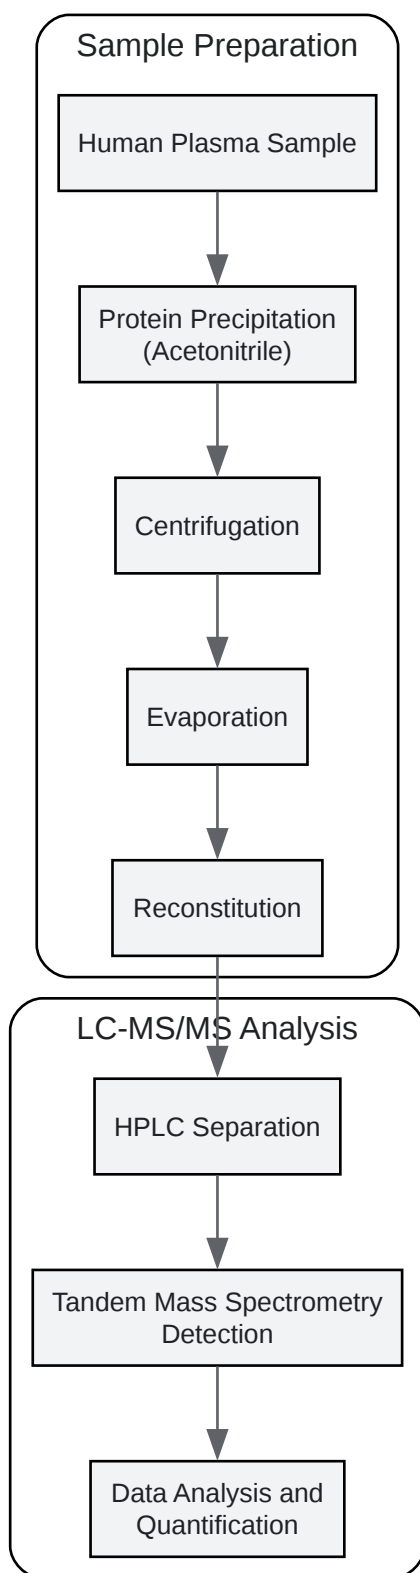 Sample Preparation
Human Plasma Sample
Protein Precipitation
(Acetonitrile)
Centrifugation
Evaporation
Reconstitution
LC-MS/MS Analysis
HPLC Separation
Tandem Mass Spectrometry
Detection
Data Analysis and
Quantification